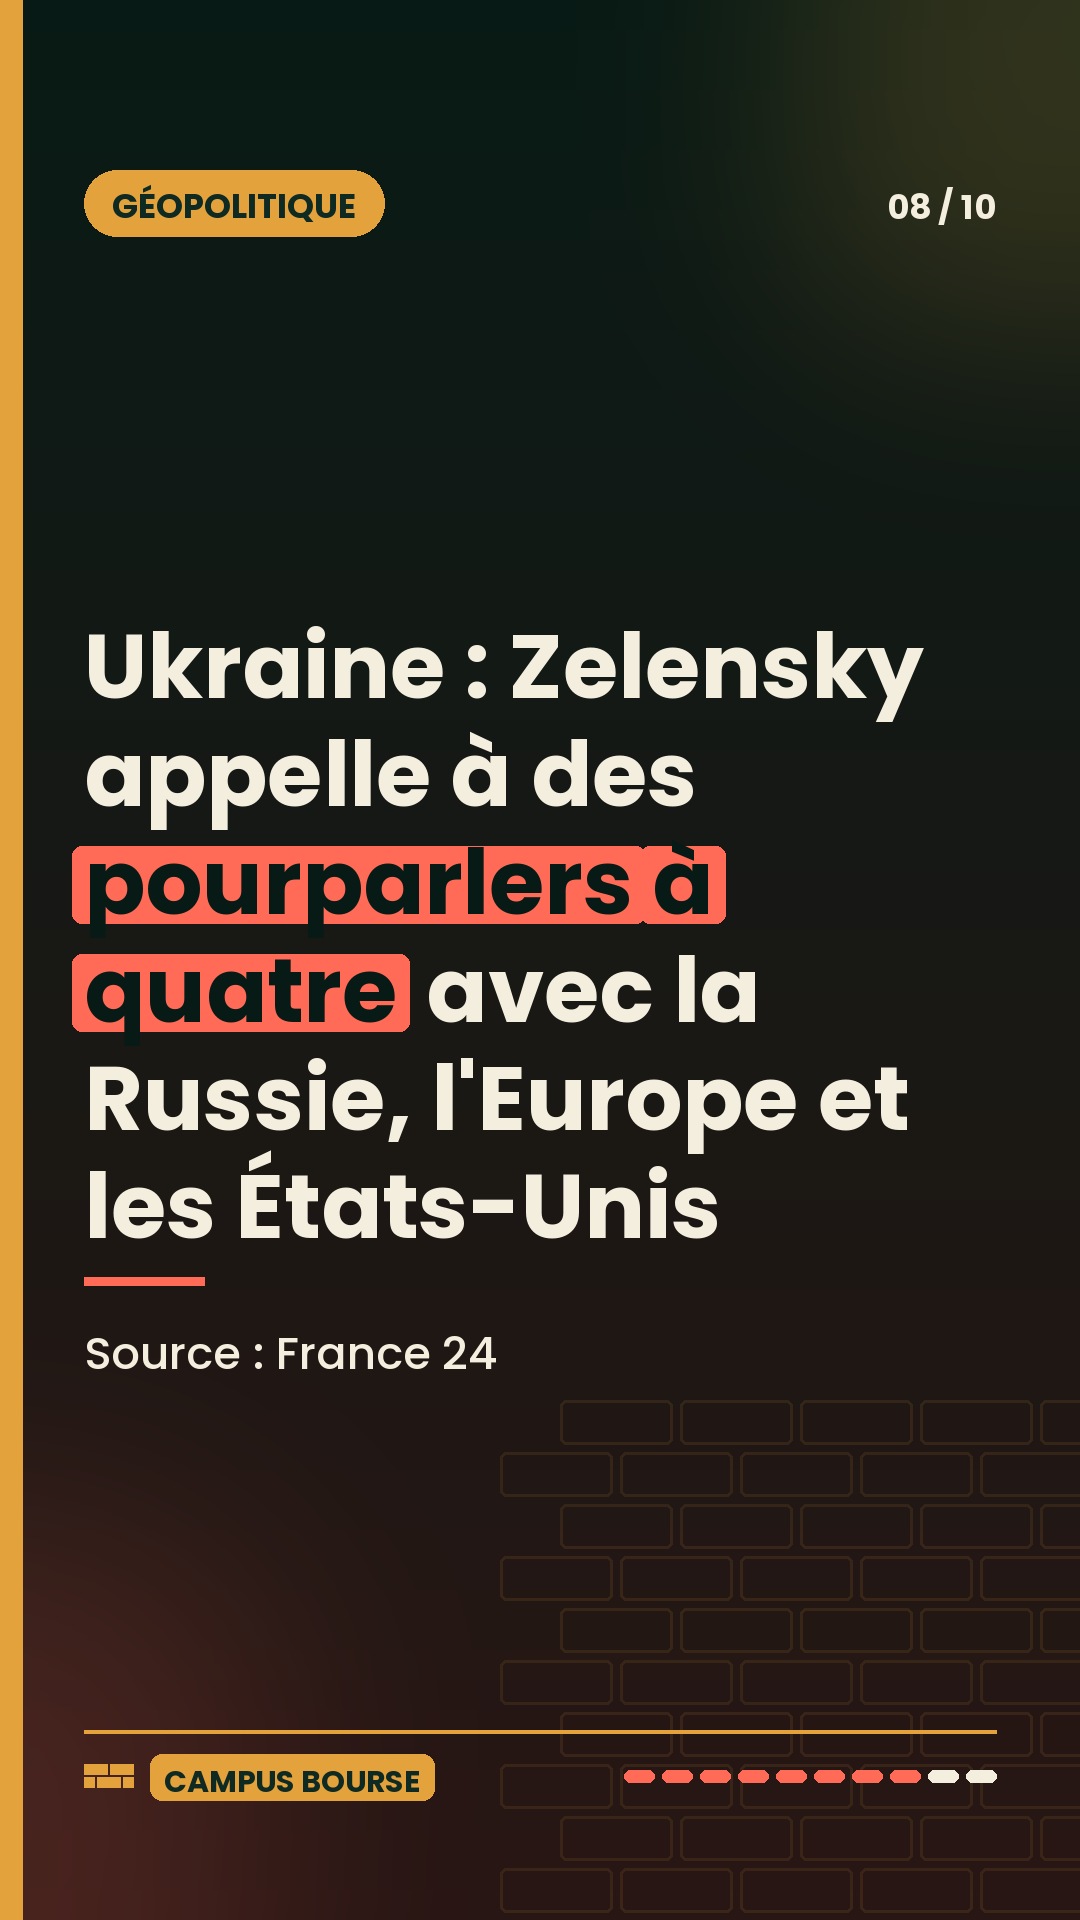 GÉOPOLITIQUE
08 / 10
Ukraine : Zelensky
appelle à des
pourparlers à
quatre avec la
Russie, l'Europe et
les États-Unis
Source : France 24
CAMPUS BOURSE